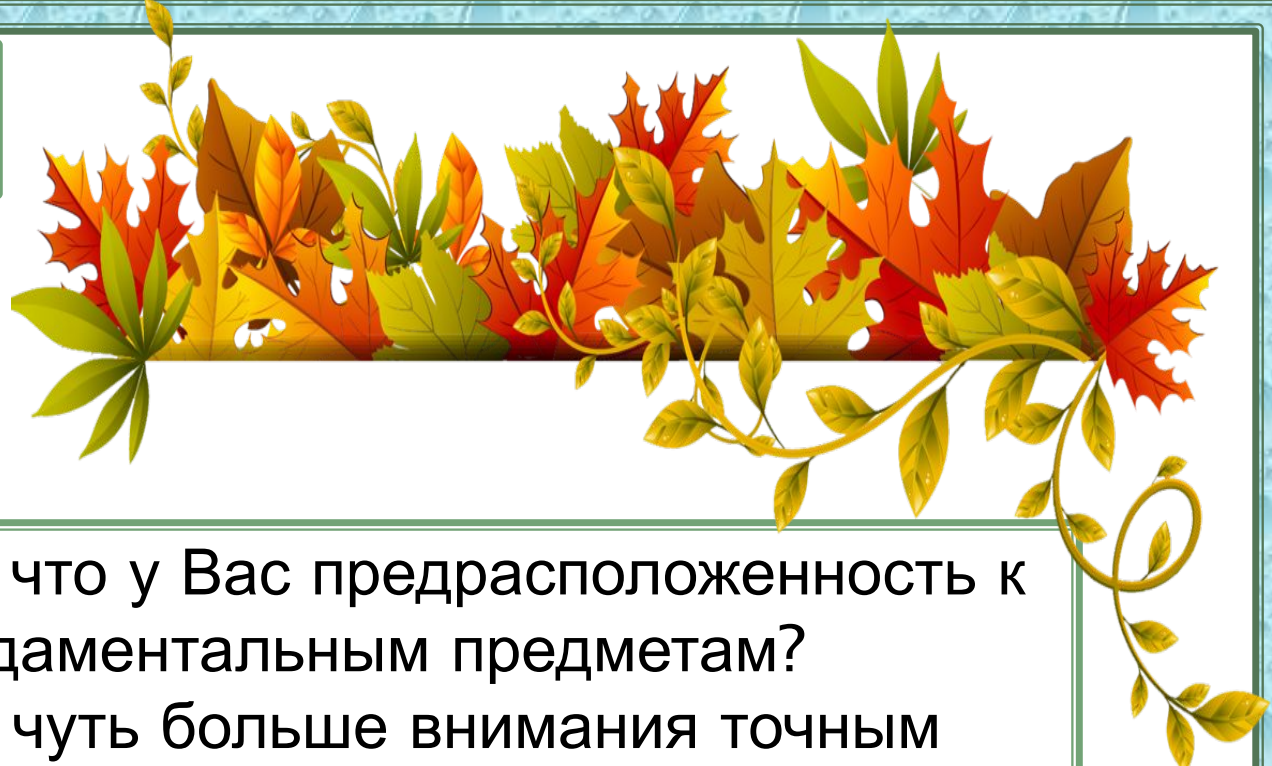 что у Вас предрасположенность к
даментальным предметам?
чуть больше внимания точным